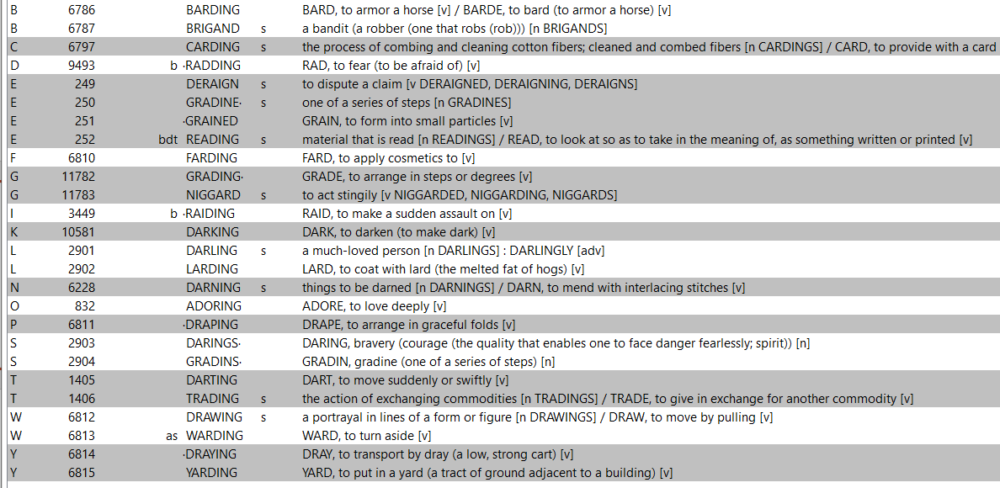 B 6786 BARDING BARD, to armor a horse [v] / BARDE, to bard (to armor a horse) [v]
B 6787 BRIGAND s a bandit (a robber (one that robs (rob))) [n BRIGANDS]
C 6797 CARDING s the process of combing and cleaning cotton fibers; cleaned and combed fibers [n CARDINGS] / CARD, to provide with a card
D 9493 b ·RADDING RAD, to fear (to be afraid of) [v]
E 249 DERAIGN s to dispute a claim [v DERAIGNED, DERAIGNING, DERAIGNS]
E 250 GRADINE· s one of a series of steps [n GRADINES]
E 251 ·GRAINED GRAIN, to form into small particles [v]
E 252 bdt READING s material that is read [n READINGS] / READ, to look at so as to take in the meaning of, as something written or printed [v]
F 6810 FARDING FARD, to apply cosmetics to [v]
G 11782 GRADING· GRADE, to arrange in steps or degrees [v]
G 11783 NIGGARD s to act stingily [v NIGGARDED, NIGGARDING, NIGGARDS]
I 3449 b ·RAIDING RAID, to make a sudden assault on [v]
K 10581 DARKING DARK, to darken (to make dark) [v]
L 2901 DARLING s a much-loved person [n DARLINGS] : DARLINGLY [adv]
L 2902 LARDING LARD, to coat with lard (the melted fat of hogs) [v]
N 6228 DARNING s things to be darned [n DARNINGS] / DARN, to mend with interlacing stitches [v]
O 832 ADORING ADORE, to love deeply [v]
P 6811 ·DRAPING DRAPE, to arrange in graceful folds [v]
S 2903 DARINGS· DARING, bravery (courage (the quality that enables one to face danger fearlessly; spirit)) [n]
S 2904 GRADINS· GRADIN, gradine (one of a series of steps) [n]
T 1405 DARTING DART, to move suddenly or swiftly [v]
T 1406 TRADING s the action of exchanging commodities [n TRADINGS] / TRADE, to give in exchange for another commodity [v]
W 6812 DRAWING s a portrayal in lines of a form or figure [n DRAWINGS] / DRAW, to move by pulling [v]
W 6813 as WARDING WARD, to turn aside [v]
Y 6814 ·DRAYING DRAY, to transport by dray (a low, strong cart) [v]
Y 6815 YARDING YARD, to put in a yard (a tract of ground adjacent to a building) [v]